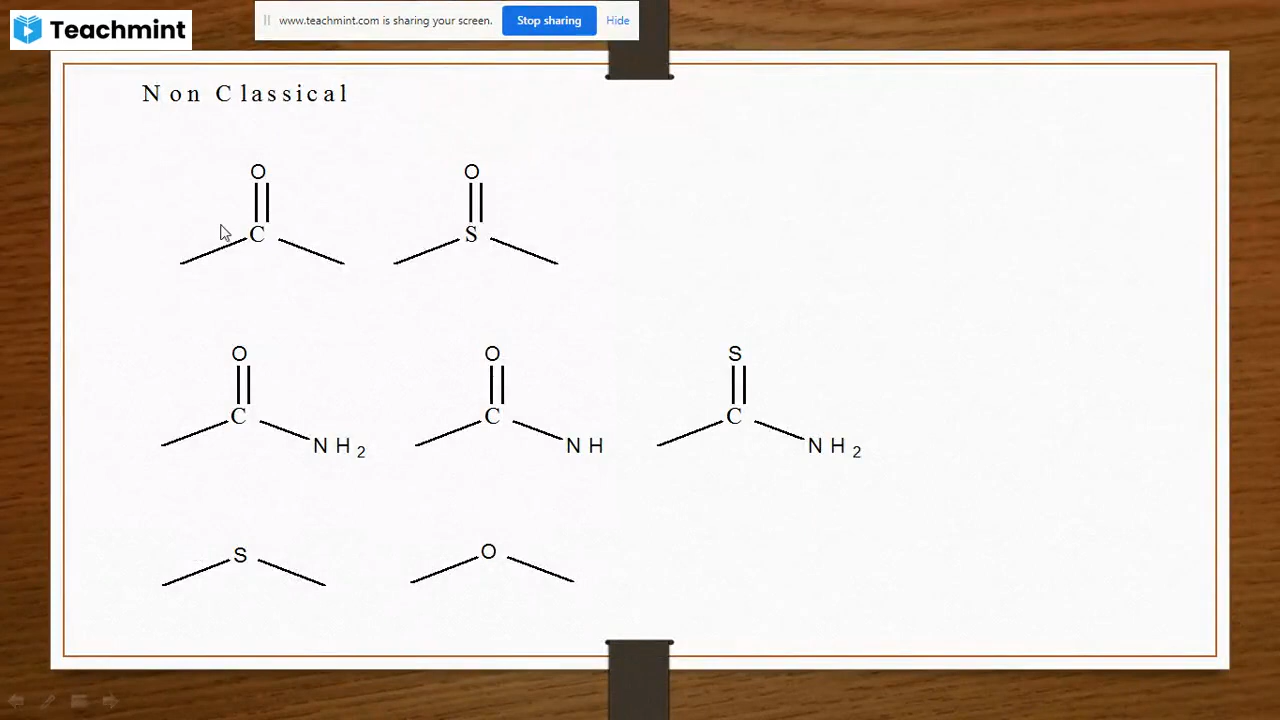 Teachmint
www.teachmint.com is sharing your screen. Stop sharing Hide
Non Classical
O O
C S
O O S
C C C
NH2 NH NH2
S O